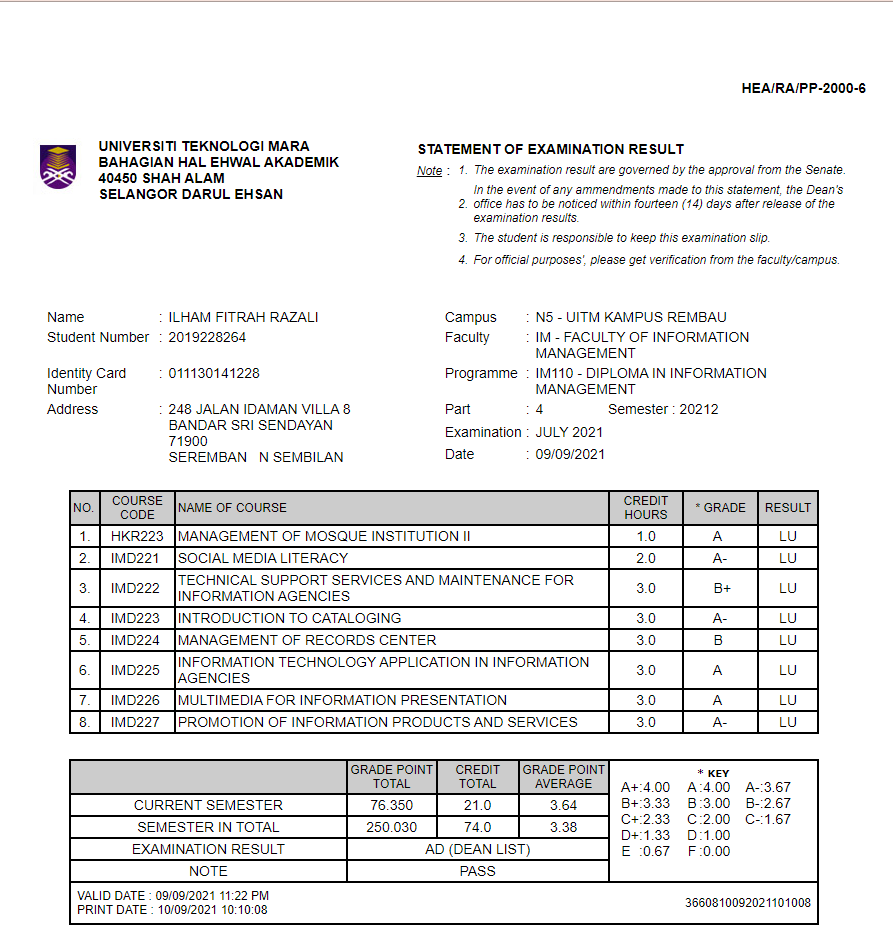 HEA/RA/PP-2000-6
UNIVERSITI TEKNOLOGI MARA
BAHAGIAN HAL EHWAL AKADEMIK
40450 SHAH ALAM
SELANGOR DARUL EHSAN
STATEMENT OF EXAMINATION RESULT
Note : 1. The examination result are governed by the approval from the Senate.
In the event of any ammendments made to this statement, the Dean's
2. office has to be noticed within fourteen (14) days after release of the
examination results.
3. The student is responsible to keep this examination slip.
4. For official purposes', please get verification from the faculty/campus.
Name : ILHAM FITRAH RAZALI
Student Number : 2019228264
Identity Card : 011130141228
Number
Address : 248 JALAN IDAMAN VILLA 8
BANDAR SRI SENDAYAN
71900
SEREMBAN N SEMBILAN
Campus : N5 - UITM KAMPUS REMBAU
Faculty : IM - FACULTY OF INFORMATION
MANAGEMENT
Programme : IM110 - DIPLOMA IN INFORMATION
MANAGEMENT
Part : 4 Semester : 20212
Examination : JULY 2021
Date : 09/09/2021
NO. COURSE CODE NAME OF COURSE CREDIT HOURS * GRADE RESULT
1. HKR223 MANAGEMENT OF MOSQUE INSTITUTION II 1.0 A LU
2. IMD221 SOCIAL MEDIA LITERACY 2.0 A- LU
3. IMD222 TECHNICAL SUPPORT SERVICES AND MAINTENANCE FOR INFORMATION AGENCIES 3.0 B+ LU
4. IMD223 INTRODUCTION TO CATALOGING 3.0 A- LU
5. IMD224 MANAGEMENT OF RECORDS CENTER 3.0 B LU
6. IMD225 INFORMATION TECHNOLOGY APPLICATION IN INFORMATION AGENCIES 3.0 A LU
7. IMD226 MULTIMEDIA FOR INFORMATION PRESENTATION 3.0 A LU
8. IMD227 PROMOTION OF INFORMATION PRODUCTS AND SERVICES 3.0 A- LU
GRADE POINT TOTAL CREDIT TOTAL GRADE POINT AVERAGE
CURRENT SEMESTER 76.350 21.0 3.64
SEMESTER IN TOTAL 250.030 74.0 3.38
EXAMINATION RESULT AD (DEAN LIST)
NOTE PASS
* KEY
A+:4.00 A:4.00 A-:3.67
B+:3.33 B:3.00 B-:2.67
C+:2.33 C:2.00 C-:1.67
D+:1.33 D:1.00
E :0.67 F:0.00
VALID DATE : 09/09/2021 11:22 PM
PRINT DATE : 10/09/2021 10:10:08
3660810092021101008